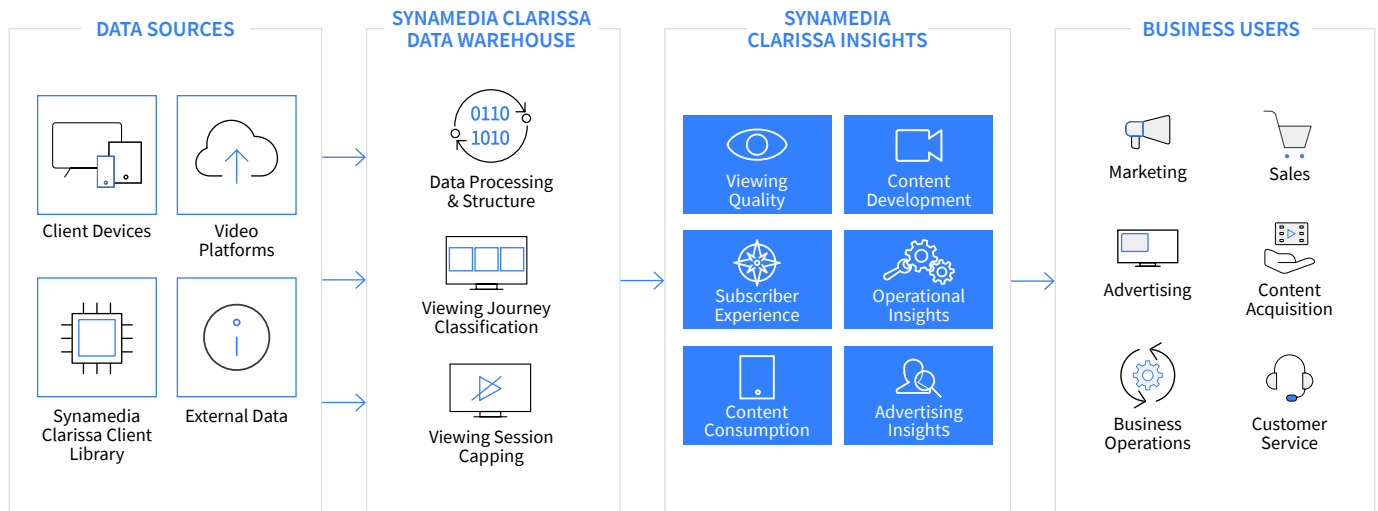 DATA SOURCES
Client Devices
Video
Platforms
Synamedia
Clarissa Client
Library
External Data
SYNAMEDIA CLARISSA
DATA WAREHOUSE
0110
1010
Data Processing
& Structure
Viewing Journey
Classification
Viewing Session
Capping
SYNAMEDIA
CLARISSA INSIGHTS
Viewing
Quality
Content
Development
Subscriber
Experience
Operational
Insights
Content
Consumption
Advertising
Insights
BUSINESS USERS
Marketing
Sales
Advertising
Content
Acquisition
Business
Operations
Customer
Service